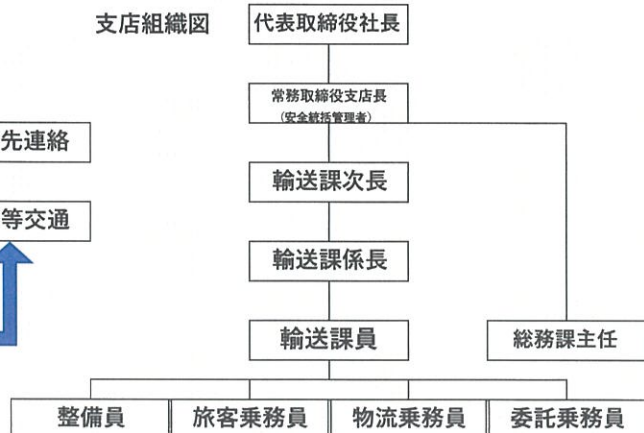 支店組織図
代表取締役社長
常務取締役支店長
(安全統括管理者)
先連絡
輸送課次長
等交通
輸送課係長
輸送課員
総務課主任
整備員
旅客乗務員
物流乗務員
委託乗務員